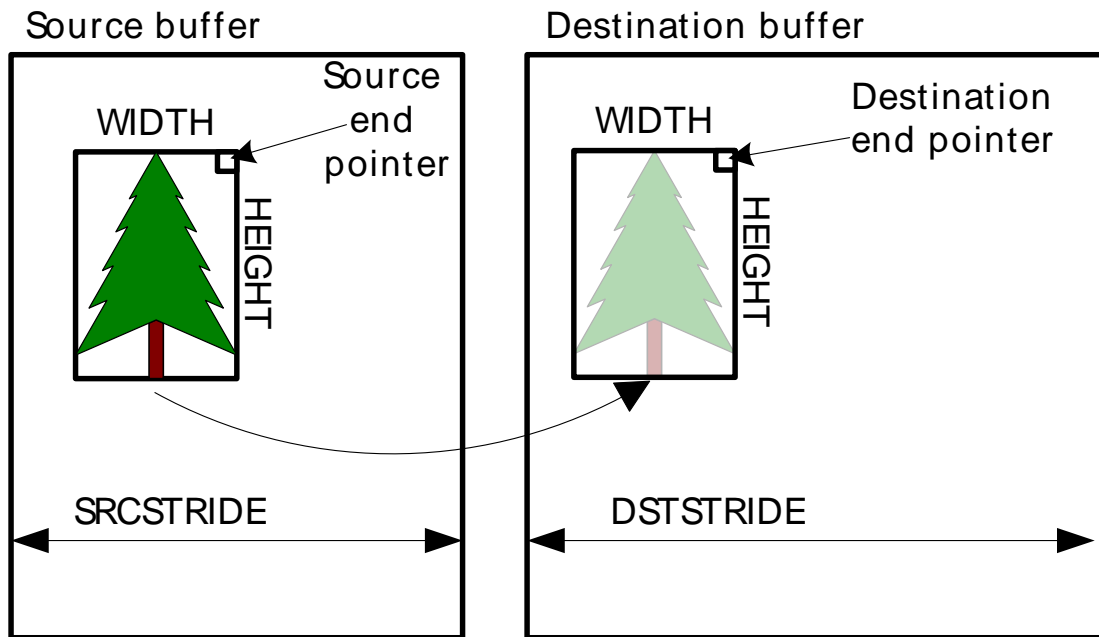 Source buffer
Destination buffer
Source
end
pointer
WIDTH
HEIGHT
Destination
end pointer
WIDTH
HEIGHT
SRCSTRIDE
DSTSTRIDE